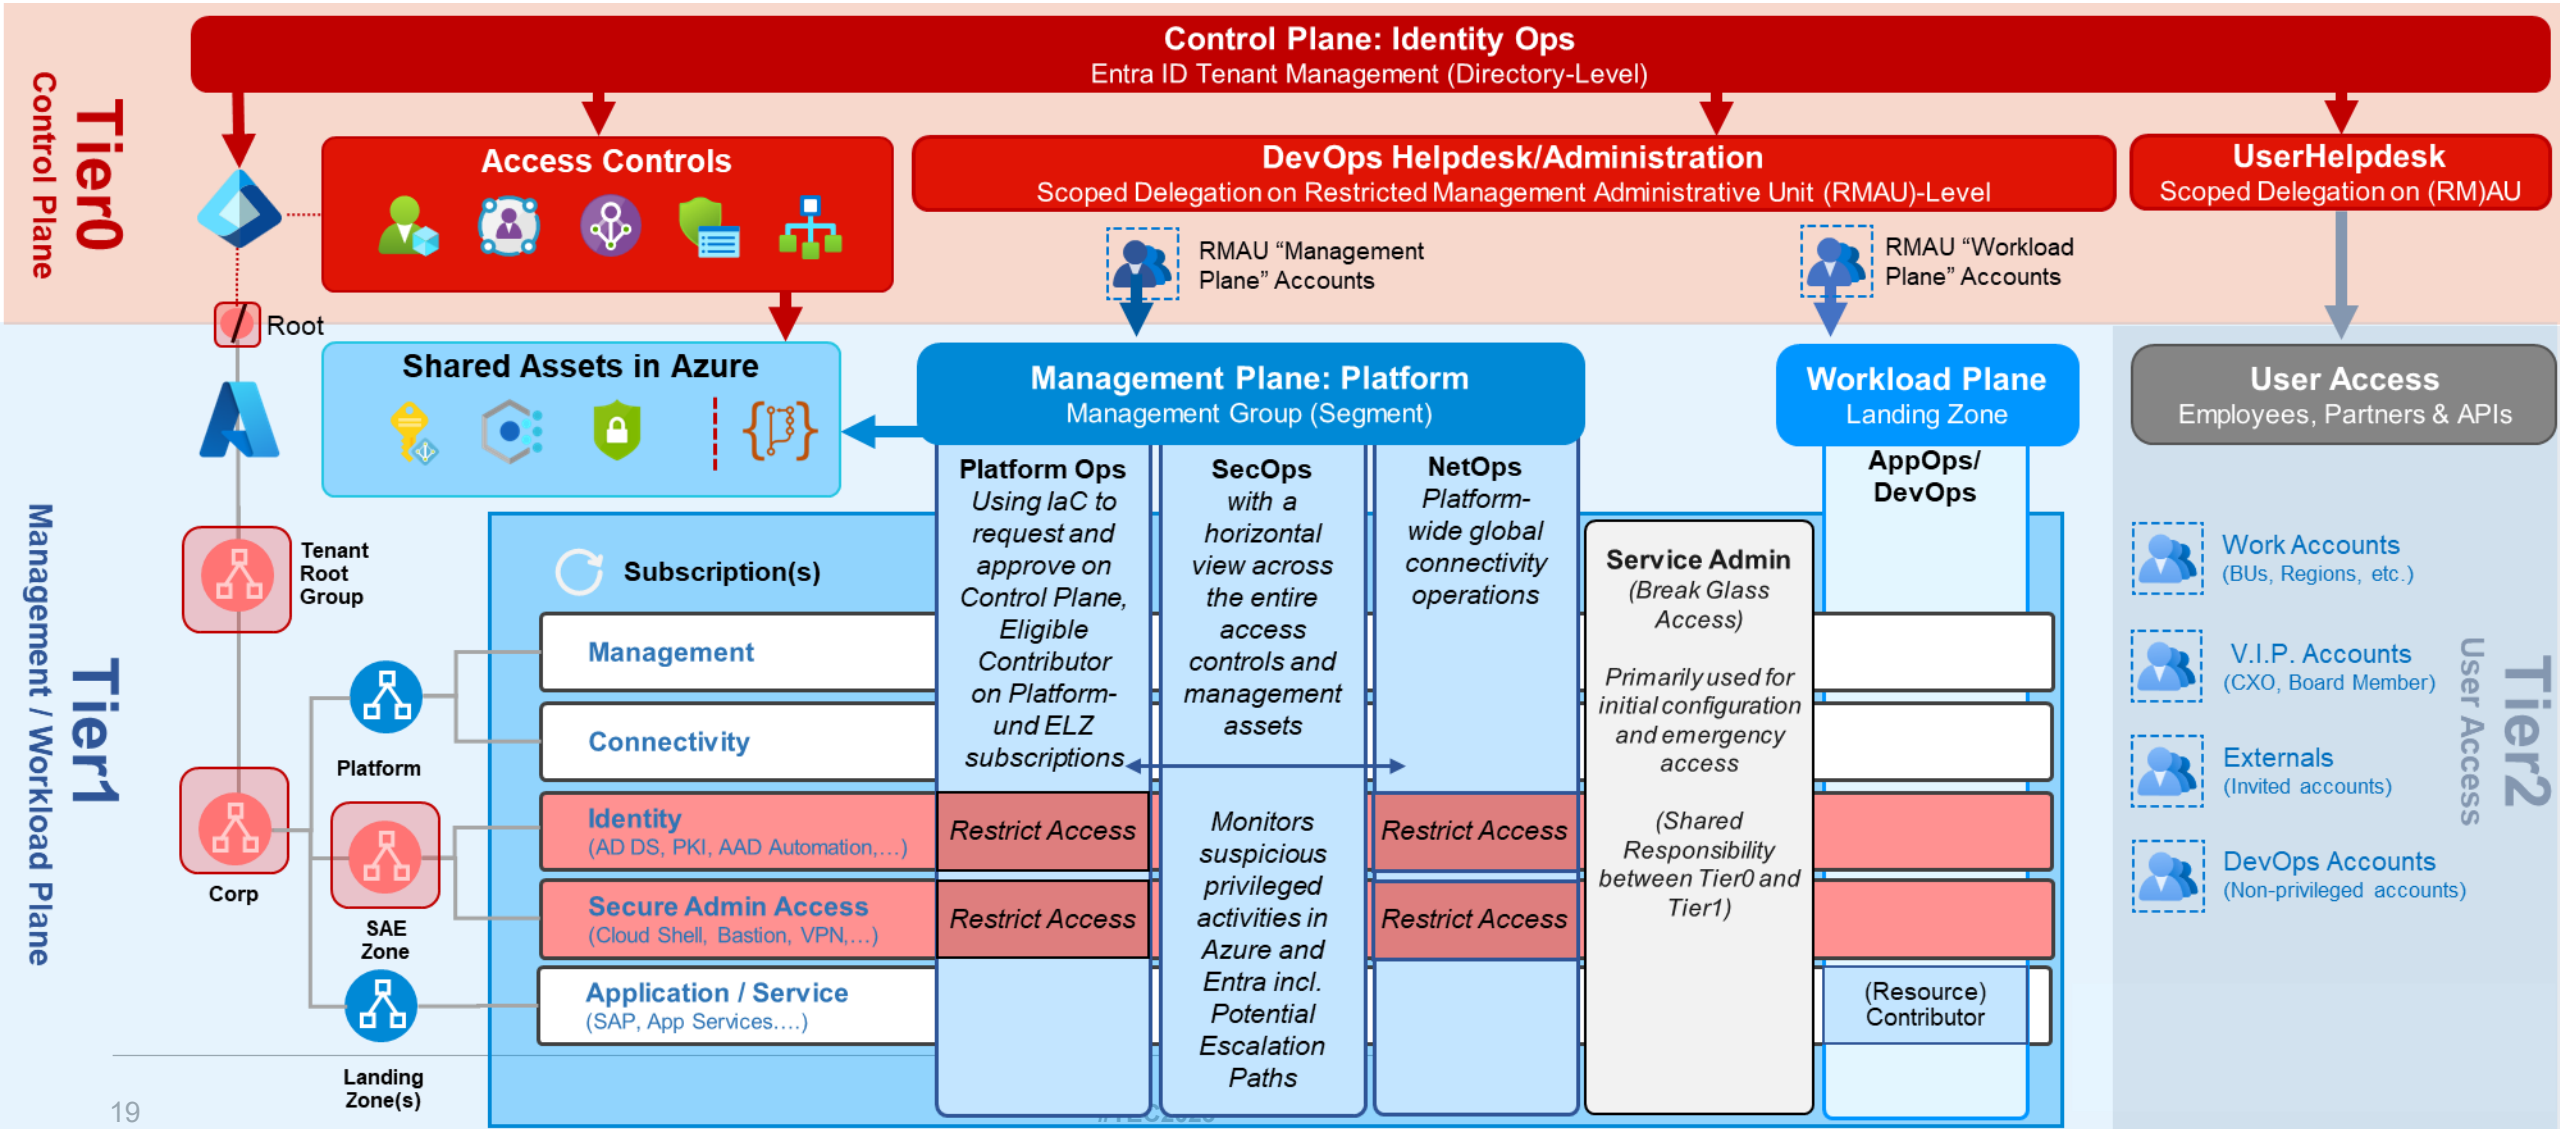 Control Plane: Identity Ops
Entra ID Tenant Management (Directory-Level)
Tier0
Control Plane
Access Controls
DevOps Helpdesk/Administration
Scoped Delegation on Restricted Management Administrative Unit (RMAU)-Level
UserHelpdesk
Scoped Delegation on (RM)AU
RMAU “Management
Plane” Accounts
RMAU “Workload
Plane” Accounts
Root
Shared Assets in Azure
Management Plane: Platform
Management Group (Segment)
Workload Plane
Landing Zone
User Access
Employees, Partners & APIs
Tier1
Management / Workload Plane
Tenant
Root
Group
Corp
Platform
SAE
Zone
Landing
Zone(s)
Subscription(s)
Management
Connectivity
Identity
(AD DS, PKI, AAD Automation,…)
Secure Admin Access
(Cloud Shell, Bastion, VPN,…)
Application / Service
(SAP, App Services….)
Platform Ops
Using IaC to
request and
approve on
Control Plane,
Eligible
Contributor
on Platform-
und ELZ
subscriptions
Restrict Access
Restrict Access
SecOps
with a
horizontal
view across
the entire
access
controls and
management
assets
Monitors
suspicious
privileged
activities in
Azure and
Entra incl.
Potential
Escalation
Paths
NetOps
Platform-
wide global
connectivity
operations
Restrict Access
Restrict Access
Service Admin
(Break Glass
Access)
Primarily used for
initial configuration
and emergency
access
(Shared
Responsibility
between Tier0 and
Tier1)
AppOps/
DevOps
(Resource)
Contributor
Work Accounts
(BUs, Regions, etc.)
V.I.P. Accounts
(CXO, Board Member)
Externals
(Invited accounts)
DevOps Accounts
(Non-privileged accounts)
Tier2
User Access
19